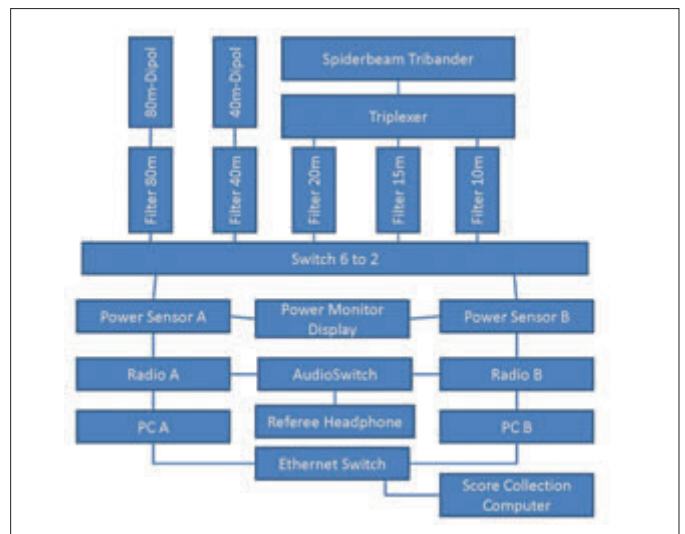 80m-Dipol
40m-Dipol
Spiderbeam Tribander
Triplexer
Filter 80m
Filter 40m
Filter 20m
Filter 15m
Filter 10m
Switch 6 to 2
Power Sensor A
Power Monitor
Display
Power Sensor B
Radio A
AudioSwitch
Radio B
PC A
Referee Headphone
PC B
Ethernet Switch
Score Collection
Computer